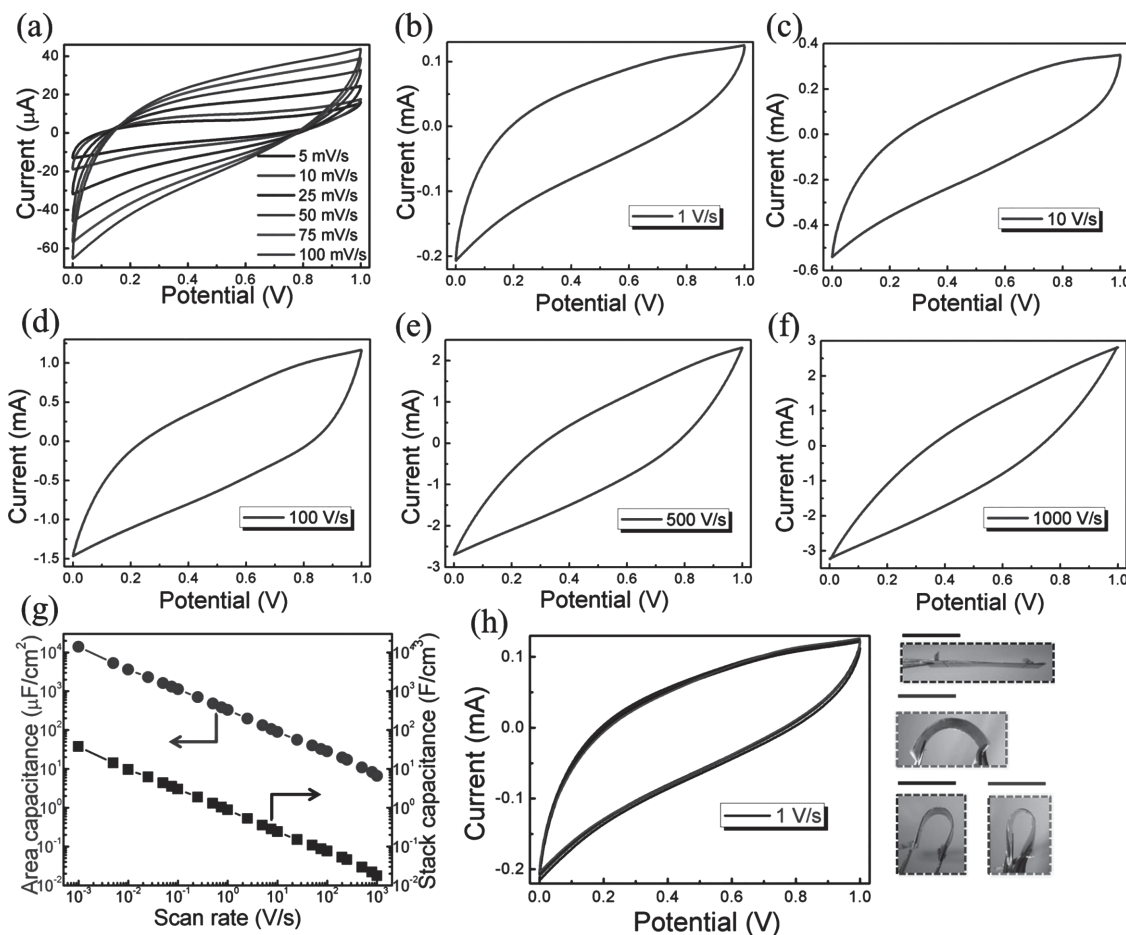 (a)
Current (μA)
40
20
0
-20
-40
-60
0.0 0.2 0.4 0.6 0.8 1.0
Potential (V)
5 mV/s
10 mV/s
25 mV/s
50 mV/s
75 mV/s
100 mV/s
(b)
Current (mA)
0.1
0.0
-0.1
-0.2
0.0 0.2 0.4 0.6 0.8 1.0
Potential (V)
1 V/s
(c)
Current (mA)
0.4
0.2
0.0
-0.2
-0.4
-0.6
0.0 0.2 0.4 0.6 0.8 1.0
Potential (V)
10 V/s
(d)
Current (mA)
1.0
0.5
0.0
-0.5
-1.0
-1.5
0.0 0.2 0.4 0.6 0.8 1.0
Potential (V)
100 V/s
(e)
Current (mA)
2
1
0
-1
-2
-3
0.0 0.2 0.4 0.6 0.8 1.0
Potential (V)
500 V/s
(f)
Current (mA)
3
2
1
0
-1
-2
-3
0.0 0.2 0.4 0.6 0.8 1.0
Potential (V)
1000 V/s
(g)
Area capacitance (μF/cm²)
10⁴
10³
10²
10¹
10⁰
10⁻¹
10⁻²
10⁻³ 10⁻² 10⁻¹ 10⁰ 10¹ 10² 10³
Scan rate (V/s)
Stack capacitance (F/cm³)
10⁴
10³
10²
10¹
10⁰
10⁻¹
10⁻²
(h)
Current (mA)
0.1
0.0
-0.1
-0.2
0.0 0.2 0.4 0.6 0.8 1.0
Potential (V)
1 V/s